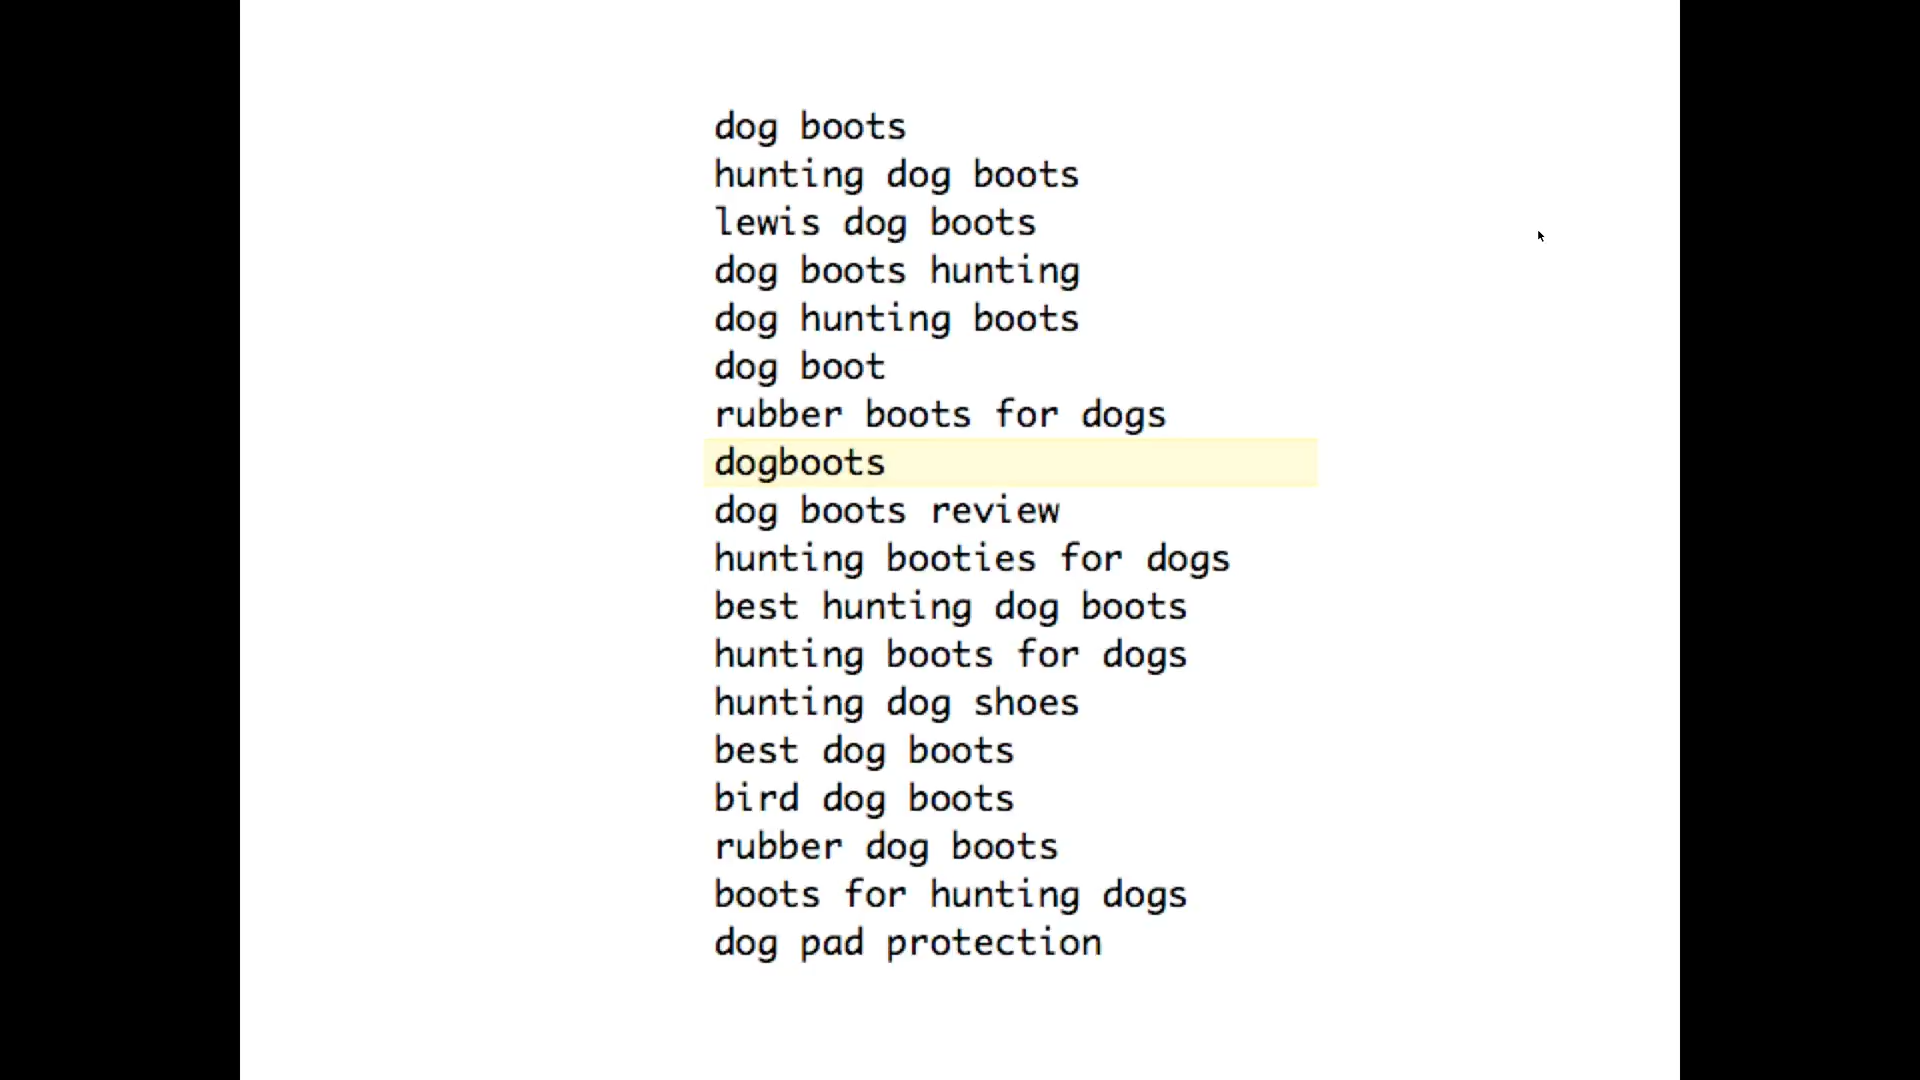 dog boots
hunting dog boots
lewis dog boots
dog boots hunting
dog hunting boots
dog boot
rubber boots for dogs
dogboots
dog boots review
hunting booties for dogs
best hunting dog boots
hunting boots for dogs
hunting dog shoes
best dog boots
bird dog boots
rubber dog boots
boots for hunting dogs
dog pad protection